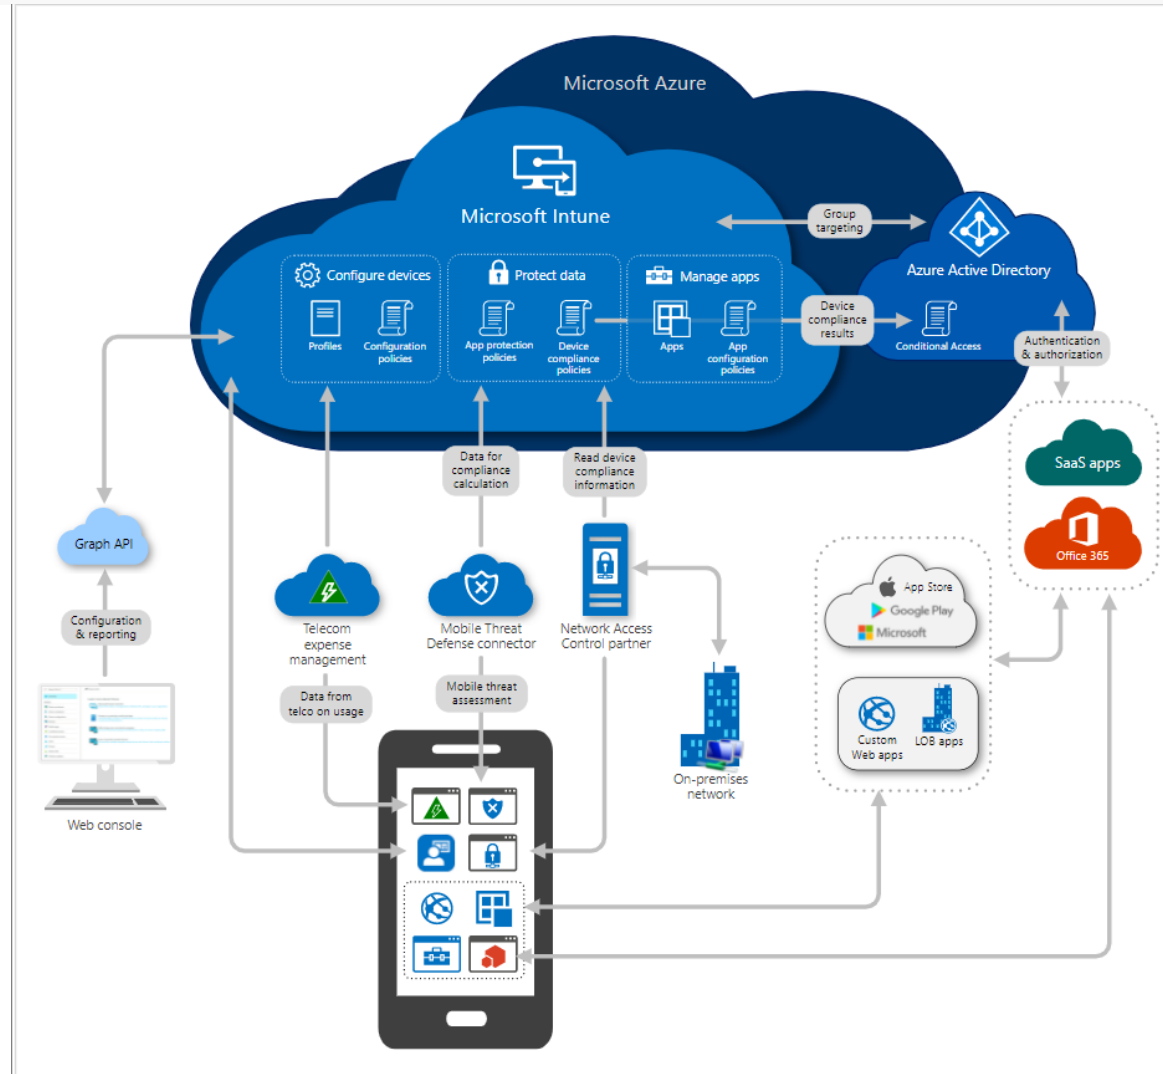 Microsoft Azure
Microsoft Intune
Group
targeting
Azure Active Directory
Configure devices
Protect data
Manage apps
Profiles
Configuration
policies
App protection
policies
Device
compliance
policies
Apps
App
configuration
policies
Device
compliance
results
Conditional Access
Authentication
& authorization
SaaS apps
Office 365
Data for
compliance
calculation
Read device
compliance
information
Graph API
Configuration
& reporting
Web console
Telecom
expense
management
Data from
telco on usage
Mobile Threat
Defense connector
Mobile threat
assessment
Network Access
Control partner
On-premises
network
App Store
Google Play
Microsoft
Custom
Web apps
LOB apps